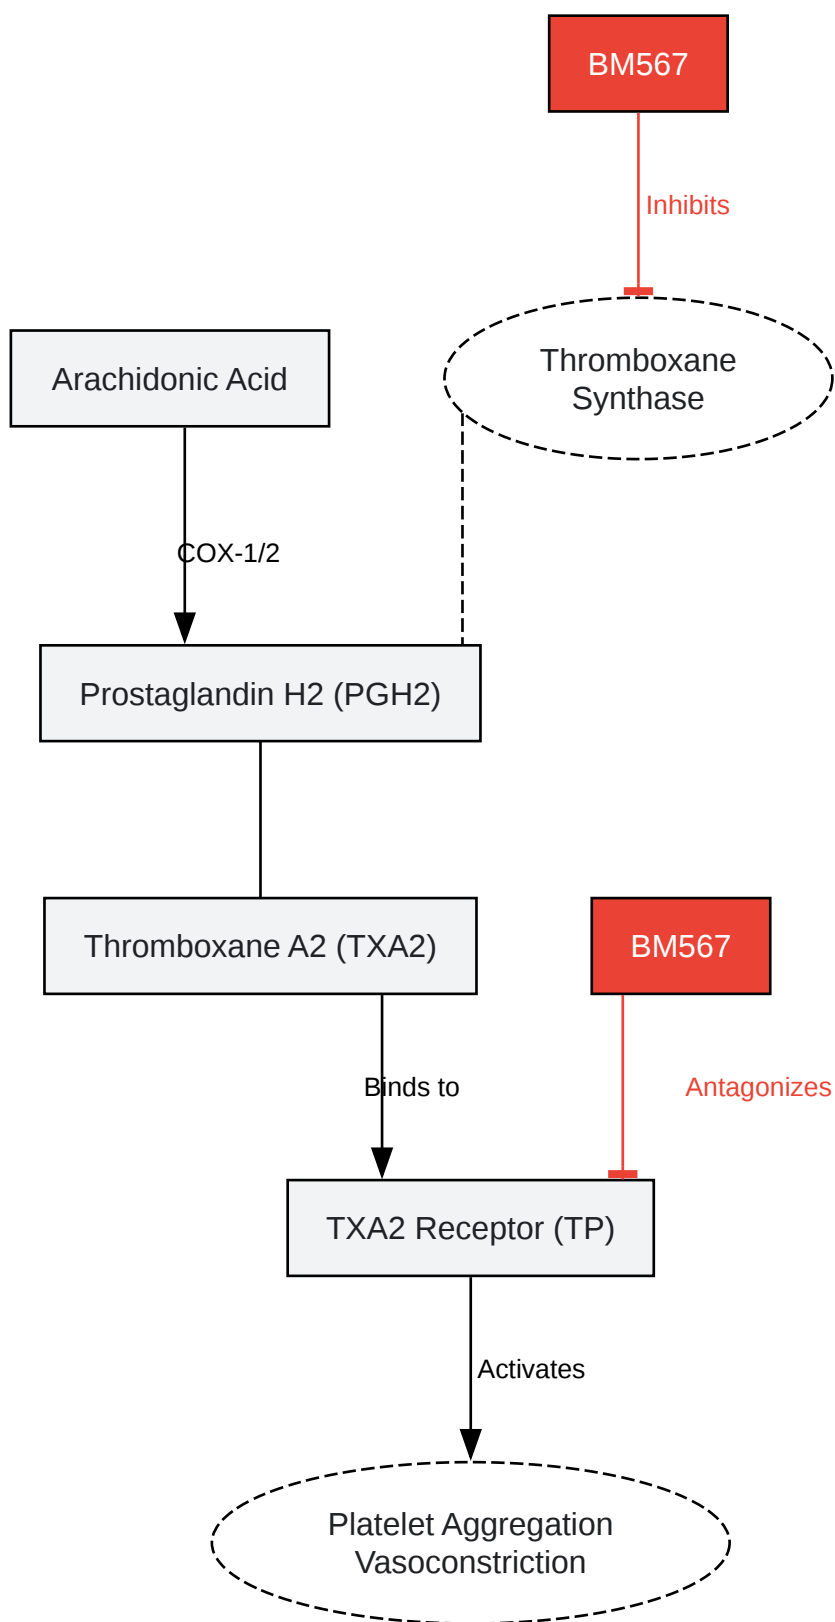 BM567
Inhibits
Arachidonic Acid
Thromboxane
Synthase
COX-1/2
Prostaglandin H2 (PGH2)
Thromboxane A2 (TXA2)
BM567
Binds to
Antagonizes
TXA2 Receptor (TP)
Activates
Platelet Aggregation
Vasoconstriction